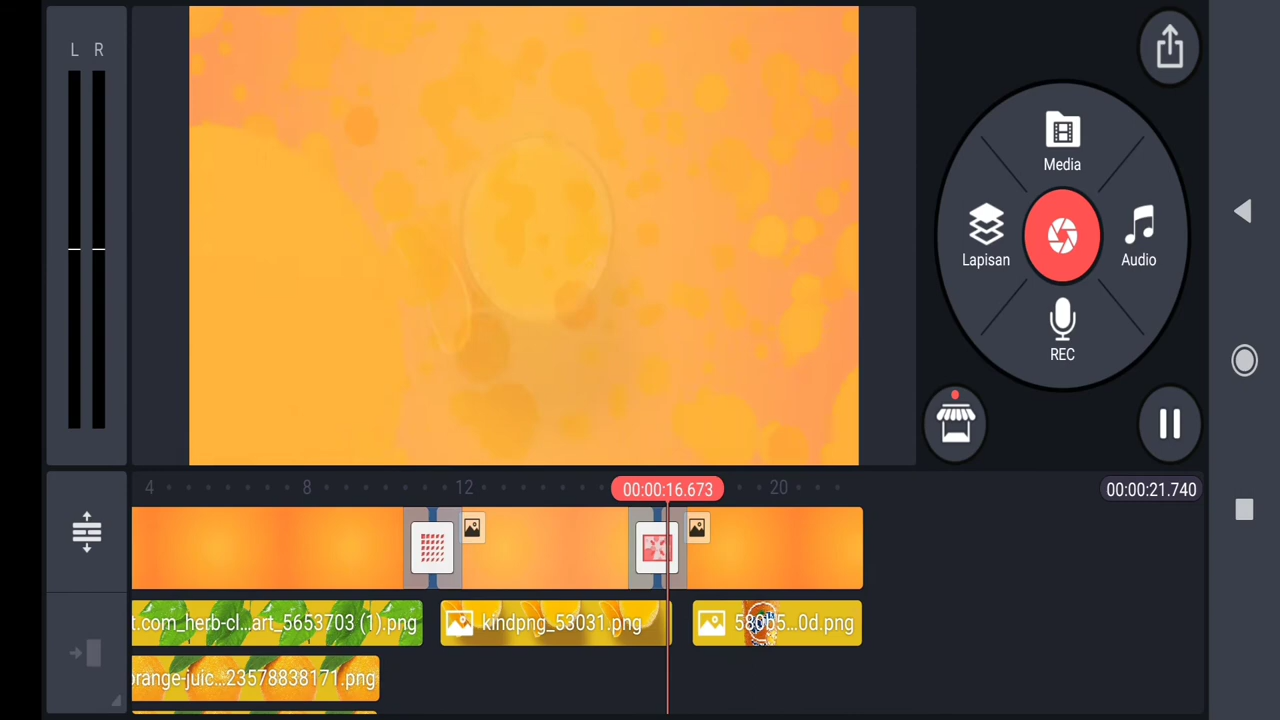 L R
Media
Lapisan
Audio
REC
4 8 12 20
00:00:16.673
00:00:21.740
t.com_herb-cl...art_5653703 (1).png
kindpng_53031.png
580b5...0d.png
orange-juic...23578838171.png